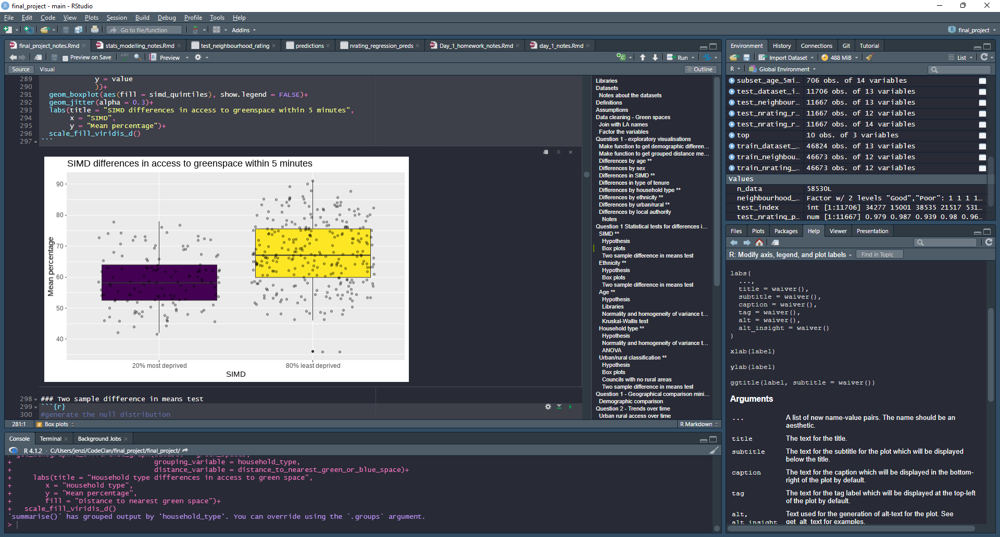 final_project - main - RStudio
File Edit Code View Plots Session Build Debug Profile Tools Help
Go to file/function Addins final_project
final_project_notes.Rmd stats_modelling_notes.Rmd test_neighbourhood_rating predictions nrating_regression_preds Day_1_homework_notes.Rmd day_1_notes.Rmd
Preview on Save ABC Preview Run
Source Visual Outline
289 y = value
290 ))+
291 geom_boxplot(aes(fill = simd_quintiles), show.legend = FALSE)+
292 geom_jitter(alpha = 0.3)+
293 labs(title = "SIMD differences in access to greenspace within 5 minutes",
294 x = "SIMD",
295 y = "Mean percentage")+
296 scale_fill_viridis_d()
297 ```
SIMD differences in access to greenspace within 5 minutes
Mean percentage
90
80
70
60
50
40
20% most deprived 80% least deprived
SIMD
298 ### Two sample difference in means test
299 ```{r}
300 #generate the null distribution
281:1 # Box plots R Markdown
Libraries
Datasets
Notes about the datasets
Definitions
Assumptions
Data cleaning - Green spaces
Join with LA names
Factor the variables
Question 1 - exploratory visualisations
Make function to get demographic differen...
Make function to get grouped distance me...
Differences by age **
Differences by sex
Differences in SIMD **
Differences in type of tenure
Differences by household type **
Differences by ethnicity **
Differences by urban/rural **
Differences by local authority
Notes
Question 1 Statistical tests for differences i...
SIMD **
Hypothesis
Box plots
Two sample difference in means test
Ethnicity **
Hypothesis
Box plots
Two sample difference in means test
Age **
Hypothesis
Libraries
Normality and homogeneity of variance t...
Kruskal-Wallis test
Household type **
Hypothesis
Normality and homogeneity of variance t...
ANOVA
Urban/rural classification **
Hypothesis
Box plots
Councils with no rural areas
Two sample difference in means test
Question 1 - Geographical comparison mini...
Demographic comparison
Question 2 - Trends over time
Urban rural access over time
Console Terminal Background Jobs
R 4.1.2 · C:/Users/jenzi/CodeClan/final_project/final_project/
+ grouping_variable = household_type,
+ distance_variable = distance_to_nearest_green_or_blue_space)+
+ labs(title = "Household type differences in access to green space",
+ x = "Household type",
+ y = "Mean percentage",
+ fill = "Distance to nearest green space")+
+ scale_fill_viridis_d()
`summarise()` has grouped output by 'household_type'. You can override using the `.groups` argument.
>
Environment History Connections Git Tutorial
Import Dataset 488 MiB List
R Global Environment
subset_age_5mi... 706 obs. of 14 variables
test_dataset_i... 11706 obs. of 13 variables
test_neighbour... 11667 obs. of 13 variables
test_nrating_r... 11667 obs. of 12 variables
test_nrating_r... 11667 obs. of 14 variables
top 10 obs. of 3 variables
train_dataset_... 46824 obs. of 13 variables
train_neighbou... 46673 obs. of 12 variables
train_nrating_... 46673 obs. of 12 variables
Values
n_data 58530L
neighbourhood_... Factor w/ 2 levels "Good","Poor": 1 1 1 1...
test_index int [1:11706] 34277 15001 38535 21517 531...
test_nrating_p... num [1:11667] 0.979 0.987 0.939 0.98 0.96...
Files Plots Packages Help Viewer Presentation
R: Modify axis, legend, and plot labels Find in Topic
labs(
...,
title = waiver(),
subtitle = waiver(),
caption = waiver(),
tag = waiver(),
alt = waiver(),
alt_insight = waiver()
)
xlab(label)
ylab(label)
ggtitle(label, subtitle = waiver())
Arguments
... A list of new name-value pairs. The name should be an
aesthetic.
title The text for the title.
subtitle The text for the subtitle for the plot which will be displayed
below the title.
caption The text for the caption which will be displayed in the bottom-
right of the plot by default.
tag The text for the tag label which will be displayed at the top-left
of the plot by default.
alt, Text used for the generation of alt-text for the plot. See
alt_insight get_alt_text for examples.